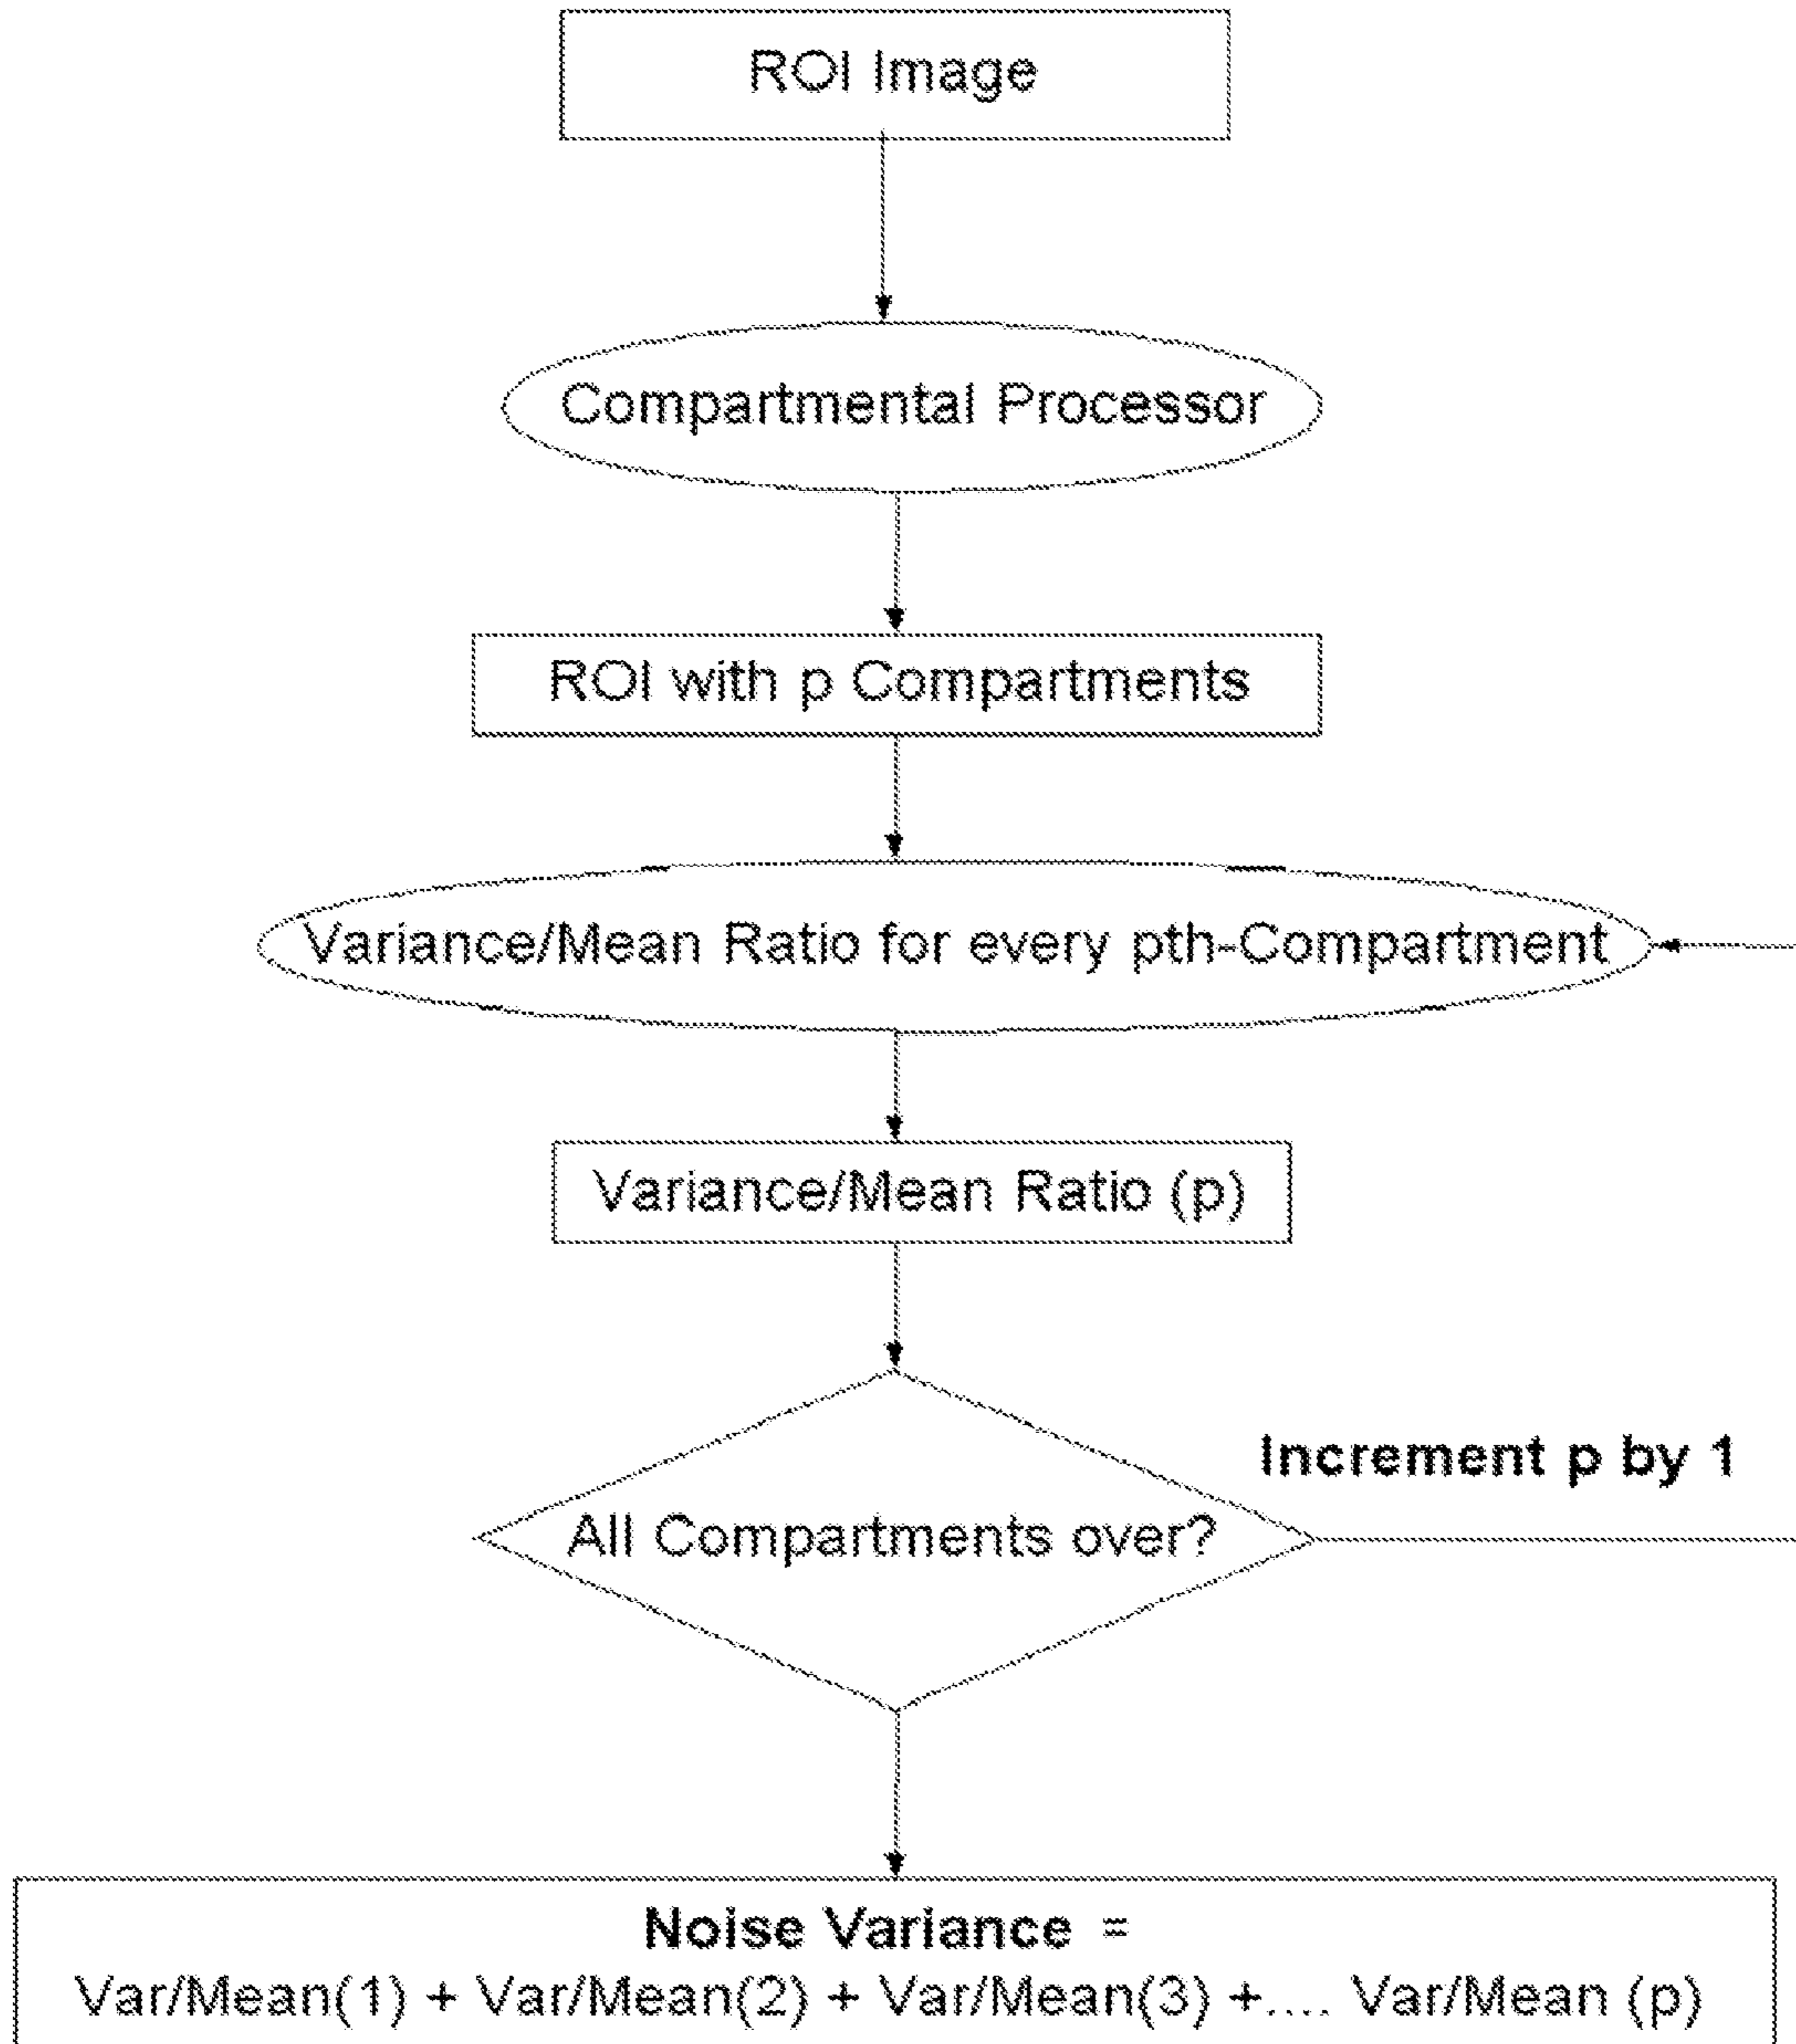 ROI Image
Compartmental Processor
ROI with p Compartments
Variance/Mean Ratio for every pth-Compartment
Variance/Mean Ratio (p)
Increment p by 1
All Compartments over?
Noise Variance =
Var/Mean(1) + Var/Mean(2) + Var/Mean(3) +.... Var/Mean (p)